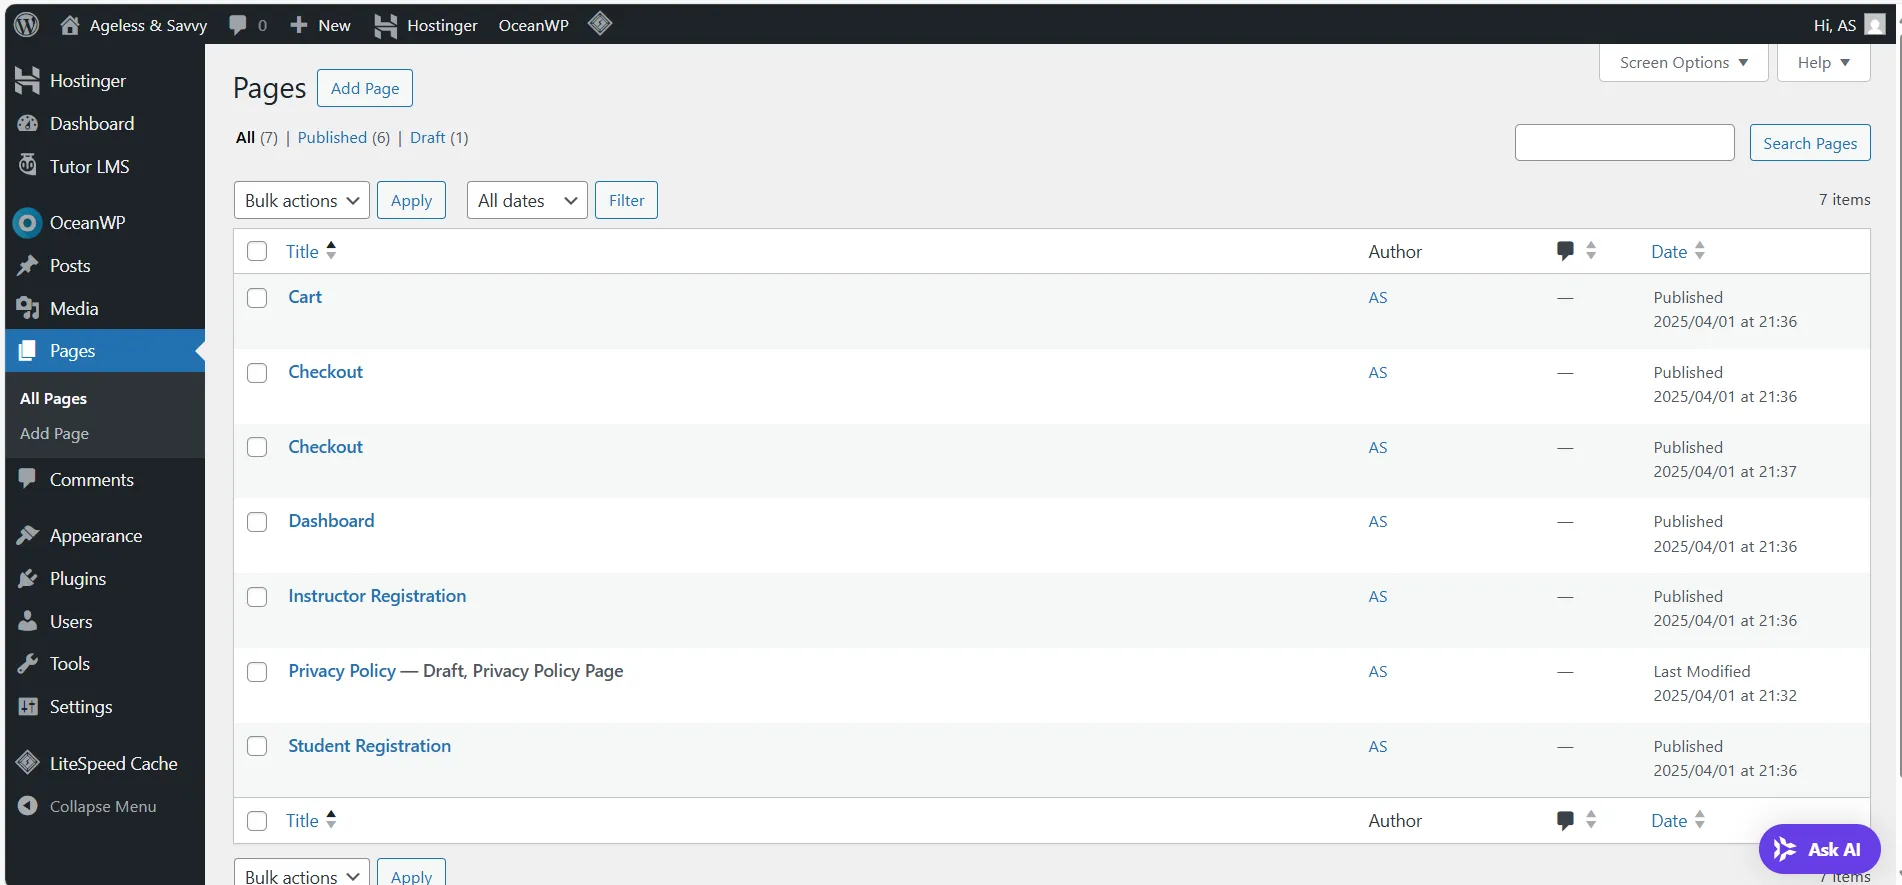 Ageless & Savvy 0 New Hostinger OceanWP Hi, AS
Hostinger
Dashboard
Tutor LMS
OceanWP
Posts
Media
Pages
All Pages
Add Page
Comments
Appearance
Plugins
Users
Tools
Settings
LiteSpeed Cache
Collapse Menu
Screen Options Help
Pages Add Page
All (7) | Published (6) | Draft (1)
Search Pages
Bulk actions Apply All dates Filter 7 items
Title Author Date
Cart AS — Published
2025/04/01 at 21:36
Checkout AS — Published
2025/04/01 at 21:36
Checkout AS — Published
2025/04/01 at 21:37
Dashboard AS — Published
2025/04/01 at 21:36
Instructor Registration AS — Published
2025/04/01 at 21:36
Privacy Policy — Draft, Privacy Policy Page AS — Last Modified
2025/04/01 at 21:32
Student Registration AS — Published
2025/04/01 at 21:36
Title Author Date
Ask AI
Bulk actions Apply 7 items